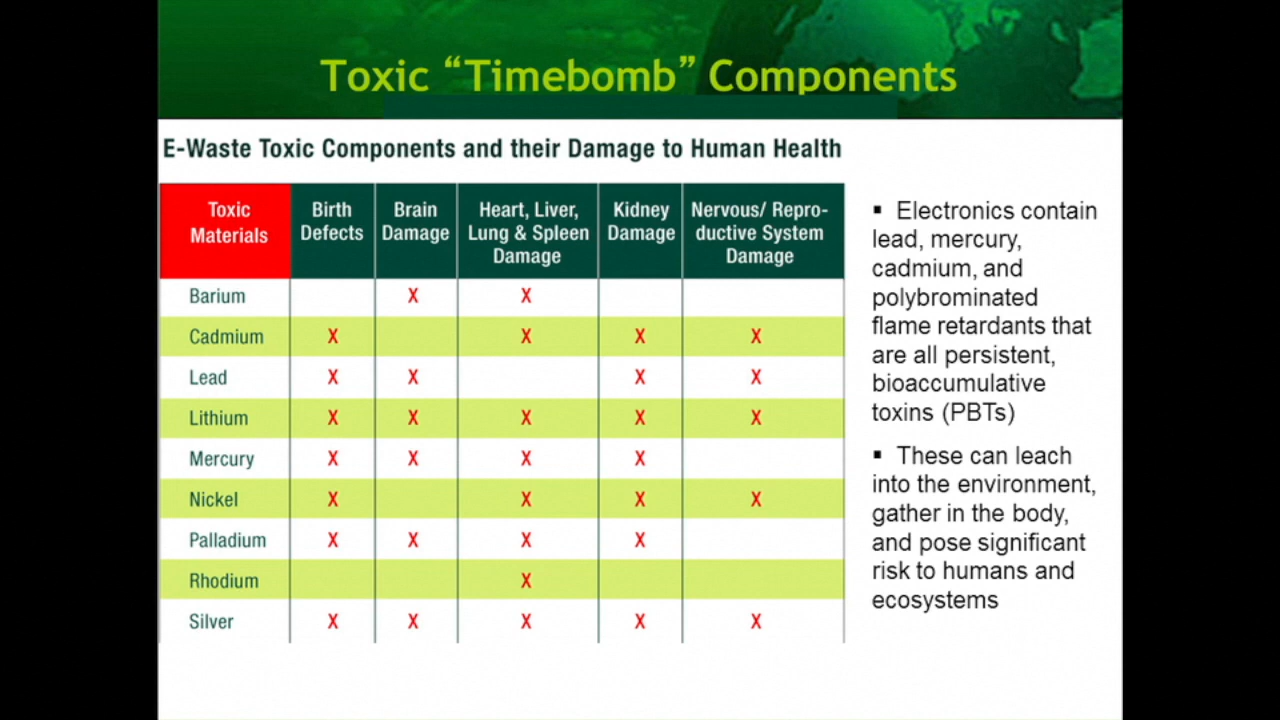 Toxic “Timebomb” Components
E-Waste Toxic Components and their Damage to Human Health
Toxic Materials | Birth Defects | Brain Damage | Heart, Liver, Lung & Spleen Damage | Kidney Damage | Nervous/ Repro-ductive System Damage
Barium | | X | X | | 
Cadmium | X | | X | X | X
Lead | X | X | | X | X
Lithium | X | X | X | X | X
Mercury | X | X | X | X | 
Nickel | X | | X | X | X
Palladium | X | X | X | X | 
Rhodium | | | X | | 
Silver | X | X | X | X | X
▪ Electronics contain
lead, mercury,
cadmium, and
polybrominated
flame retardants that
are all persistent,
bioaccumulative
toxins (PBTs)
▪ These can leach
into the environment,
gather in the body,
and pose significant
risk to humans and
ecosystems